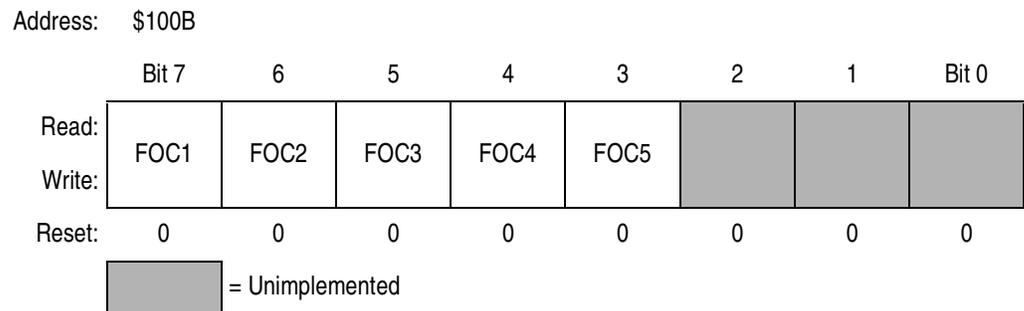 Address: $100B
Bit 7 6 5 4 3 2 1 Bit 0
Read:
FOC1 FOC2 FOC3 FOC4 FOC5
Write:
Reset: 0 0 0 0 0 0 0 0
= Unimplemented